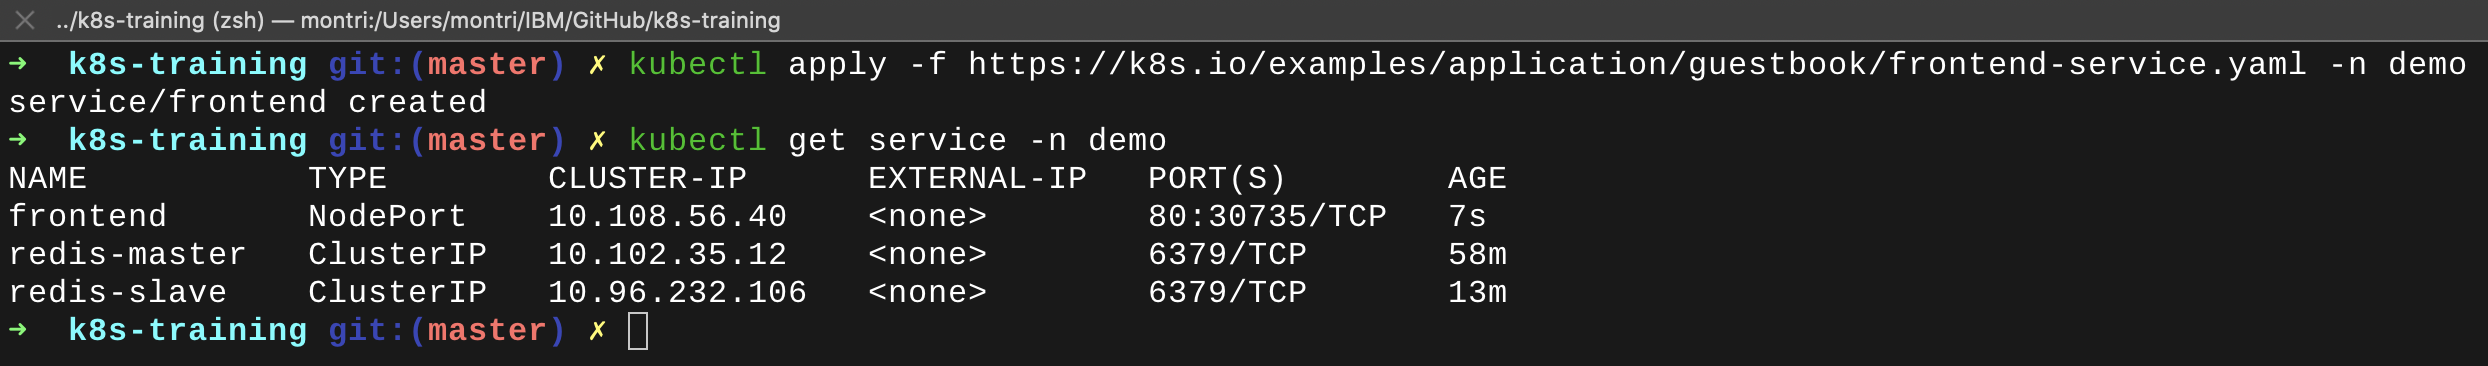 ../k8s-training (zsh) — montri:/Users/montri/IBM/GitHub/k8s-training
➜  k8s-training git:(master) ✗ kubectl apply -f https://k8s.io/examples/application/guestbook/frontend-service.yaml -n demo
service/frontend created
➜  k8s-training git:(master) ✗ kubectl get service -n demo
NAME           TYPE        CLUSTER-IP      EXTERNAL-IP   PORT(S)        AGE
frontend       NodePort    10.108.56.40    <none>        80:30735/TCP   7s
redis-master   ClusterIP   10.102.35.12    <none>        6379/TCP       58m
redis-slave    ClusterIP   10.96.232.106   <none>        6379/TCP       13m
➜  k8s-training git:(master) ✗